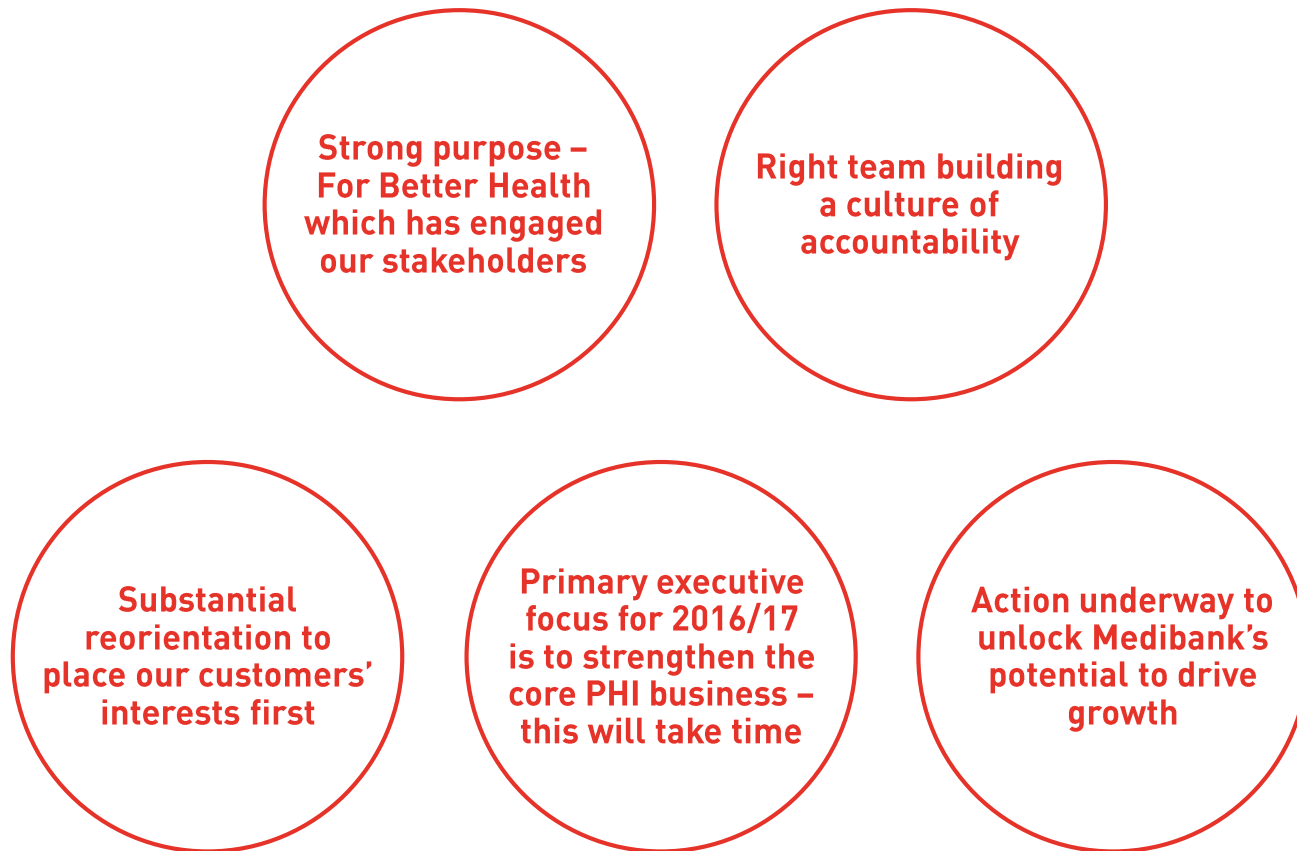 Strong purpose –
For Better Health
which has engaged
our stakeholders
Right team building
a culture of
accountability
Substantial
reorientation to
place our customers’
interests first
Primary executive
focus for 2016/17
is to strengthen the
core PHI business –
this will take time
Action underway to
unlock Medibank’s
potential to drive
growth